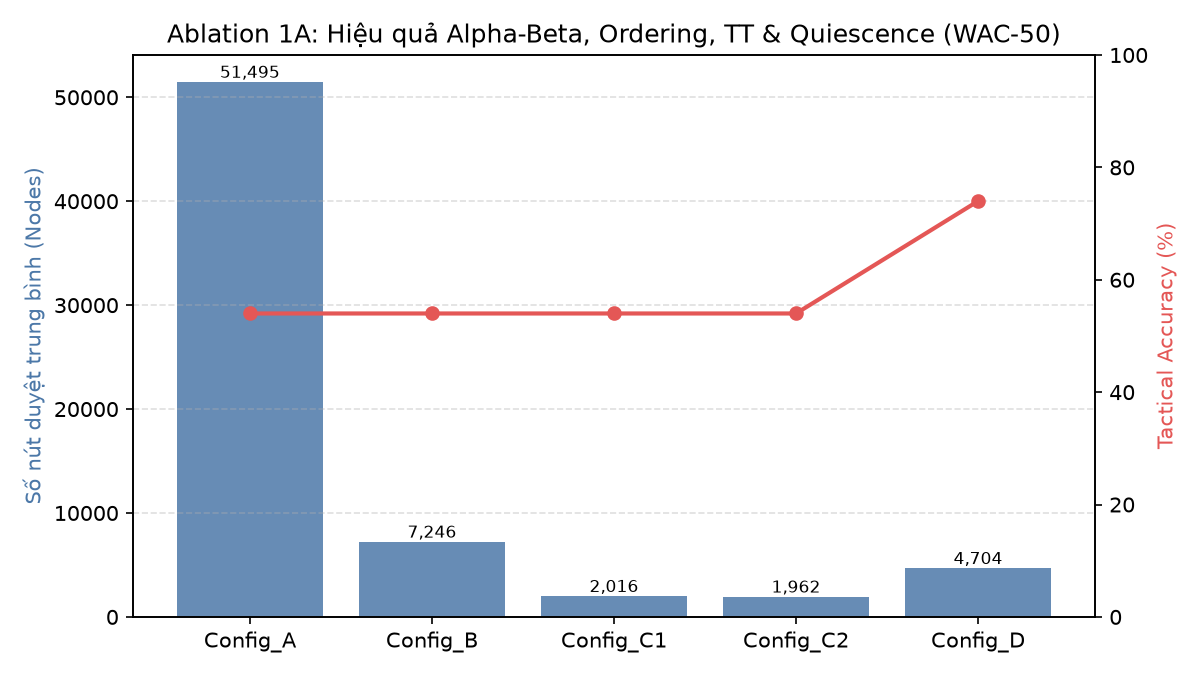 Ablation 1A: Hiệu quả Alpha-Beta, Ordering, TT & Quiescence (WAC-50)
Số nút duyệt trung bình (Nodes)
50000
40000
30000
20000
10000
0
51,495
7,246
2,016
1,962
4,704
100
80
60
40
20
0
Tactical Accuracy (%)
Config_A
Config_B
Config_C1
Config_C2
Config_D